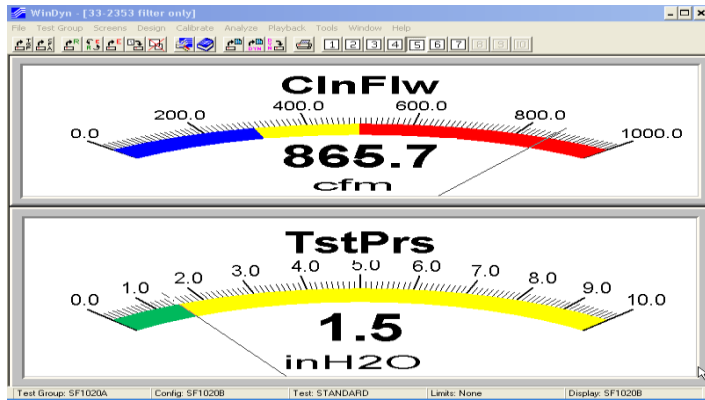 WinDyn - [33-2353 filter only]
File Test Group Screens Design Calibrate Analyze Playback Tools Window Help
1 2 3 4 5 6 7 8 9 10
ClnFlw
0.0 200.0 400.0 600.0 800.0 1000.0
865.7
cfm
TstPrs
0.0 1.0 2.0 3.0 4.0 5.0 6.0 7.0 8.0 9.0 10.0
1.5
inH2O
Test Group: SF1020A Config: SF1020B Test: STANDARD Limits: None Display: SF1020B